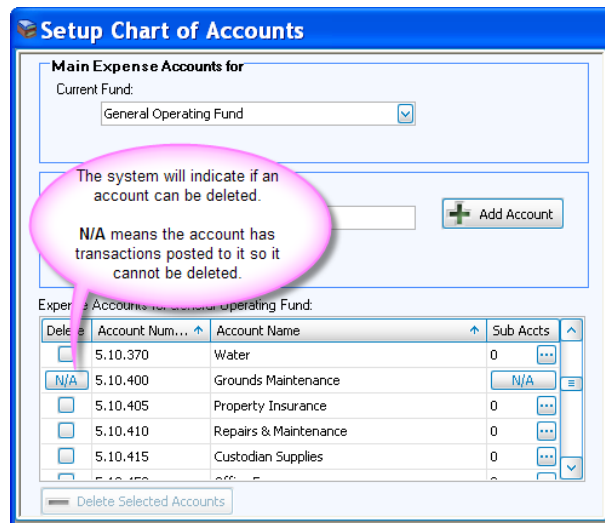 Setup Chart of Accounts
Main Expense Accounts for
Current Fund:
General Operating Fund
The system will indicate if an
account can be deleted.
N/A means the account has
transactions posted to it so it
cannot be deleted.
Add Account
Expense Accounts for General Operating Fund:
Delete Account Num... Account Name Sub Accts
5.10.370 Water 0 ...
N/A 5.10.400 Grounds Maintenance N/A
5.10.405 Property Insurance 0 ...
5.10.410 Repairs & Maintenance 0 ...
5.10.415 Custodian Supplies 0 ...
Delete Selected Accounts